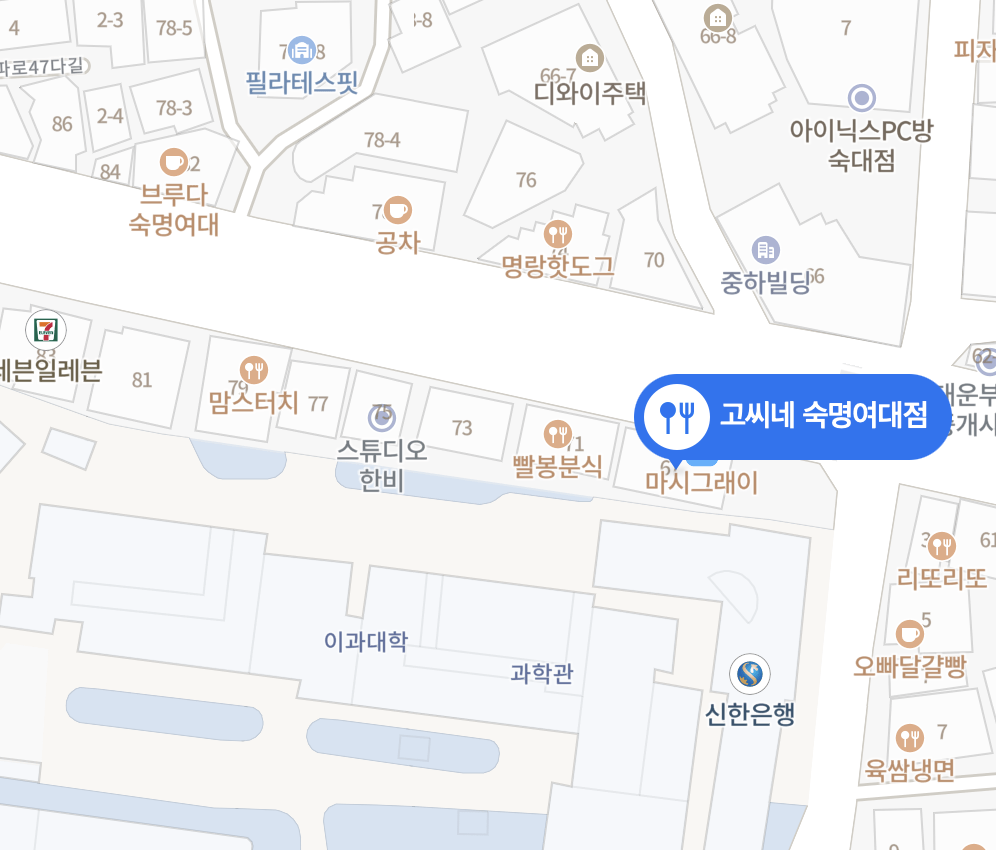 4
2-3
78-5
66-8
7
파로47다길
필라테스핏
66-7
디와이주택
86
2-4
78-3
78-4
아이닉스PC방
숙대점
84
브루다
숙명여대
76
공차
명랑핫도그
70
중하빌딩
66
세븐일레븐
81
79
맘스터치
77
75
스튜디오
한비
73
71
빨봉분식
고씨네 숙명여대점
마시그래이
62
리또리또
61
5
오빠달걀빵
이과대학
과학관
신한은행
7
육쌈냉면